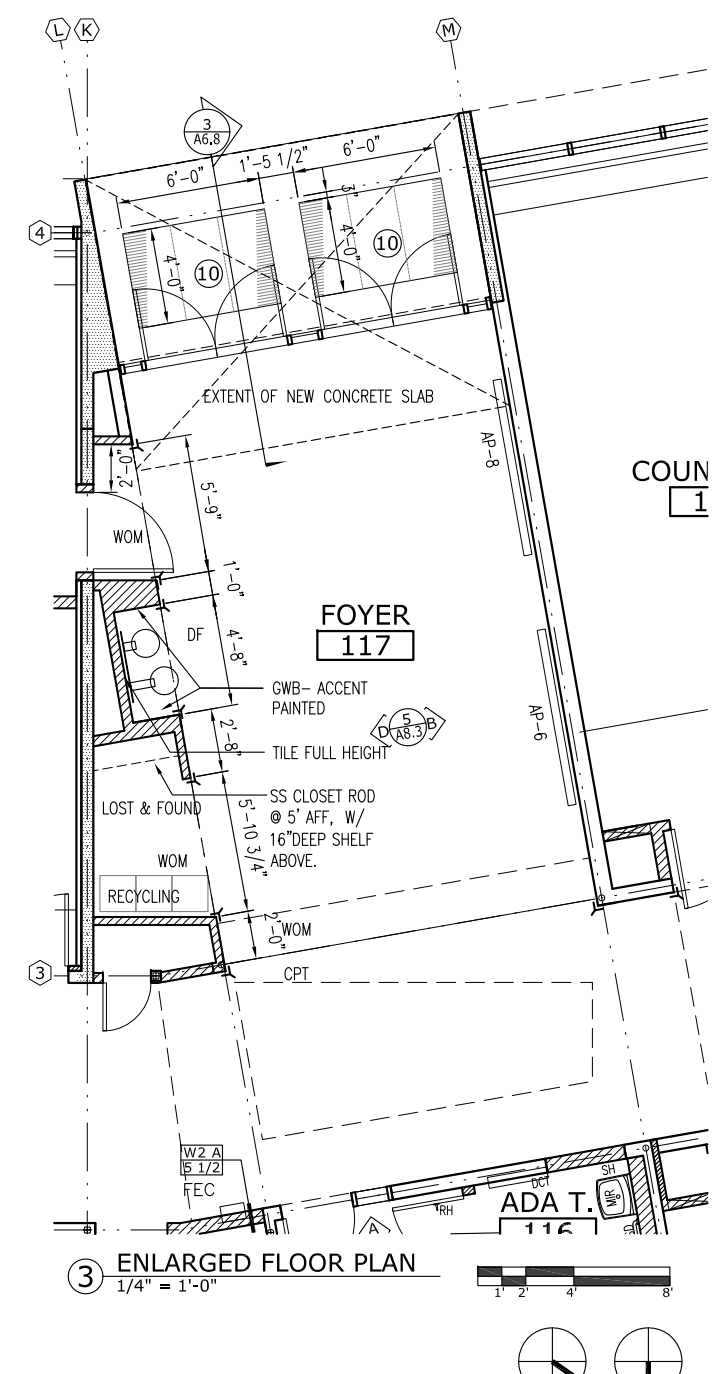 L
K
M
3
A6.8
6'-0"
1'-5 1/2"
6'-0"
3"
4
4'-0"
10
4'-0"
10
EXTENT OF NEW CONCRETE SLAB
AP-8
2'-0"
5'-9"
COUN
1
WOM
1'-0"
FOYER
117
DF
4'-8"
GWB- ACCENT
PAINTED
AP-6
D
5
A8.3
B
2'-8"
TILE FULL HEIGHT
LOST & FOUND
SS CLOSET ROD
@ 5' AFF, W/
16"DEEP SHELF
ABOVE.
5'-10 3/4"
WOM
RECYCLING
2'-0"
WOM
3
CPT
W2 A
5 1/2
FEC
SH
DCT
MIR
RH
A
ADA T.
116
3
ENLARGED FLOOR PLAN
1/4" = 1'-0"
1' 2' 4' 8'